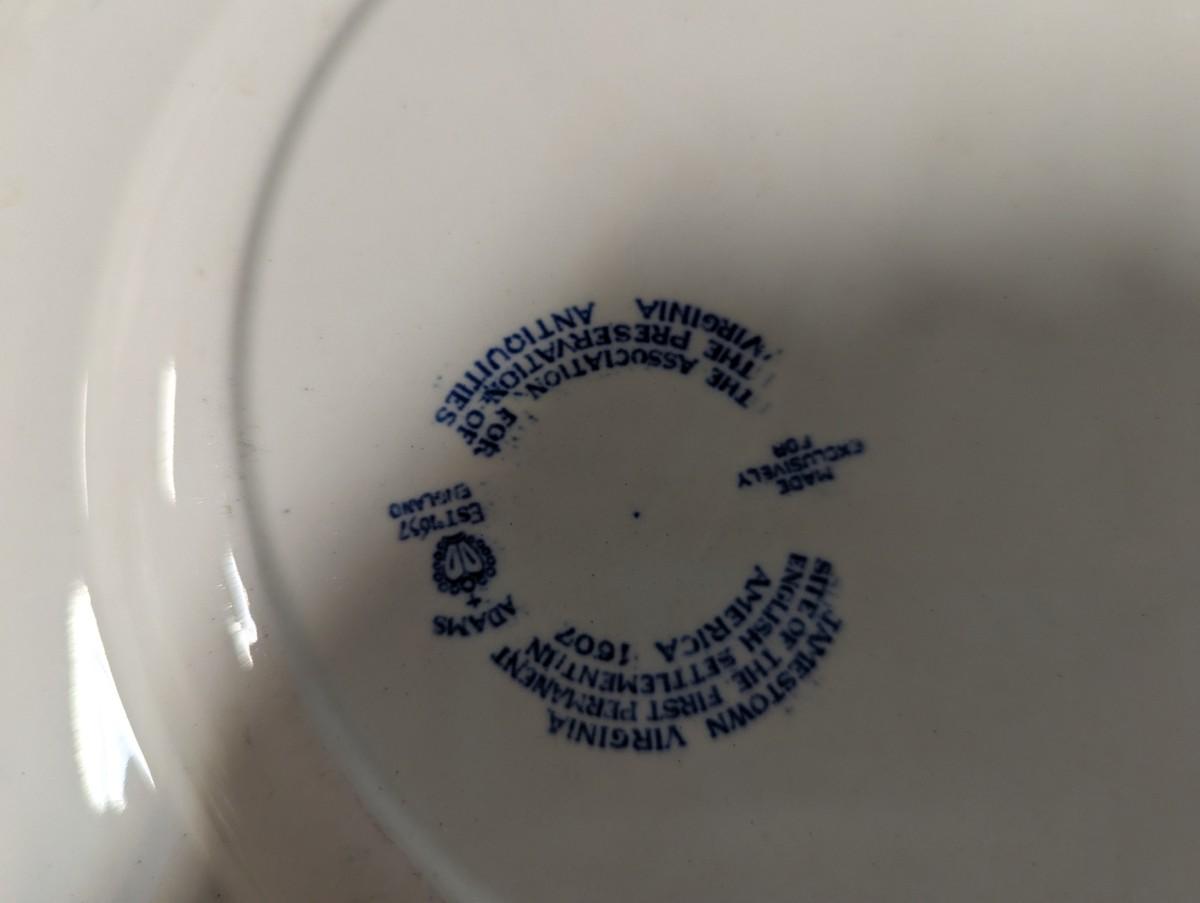 JAMESTOWN VIRGINIA
SITE OF THE FIRST PERMANENT
ENGLISH SETTLEMENT IN
AMERICA 1607
ADAMS
ESTD 1657
ENGLAND
MADE
EXCLUSIVELY
FOR
THE ASSOCIATION FOR
THE PRESERVATION OF
VIRGINIA ANTIQUITIES